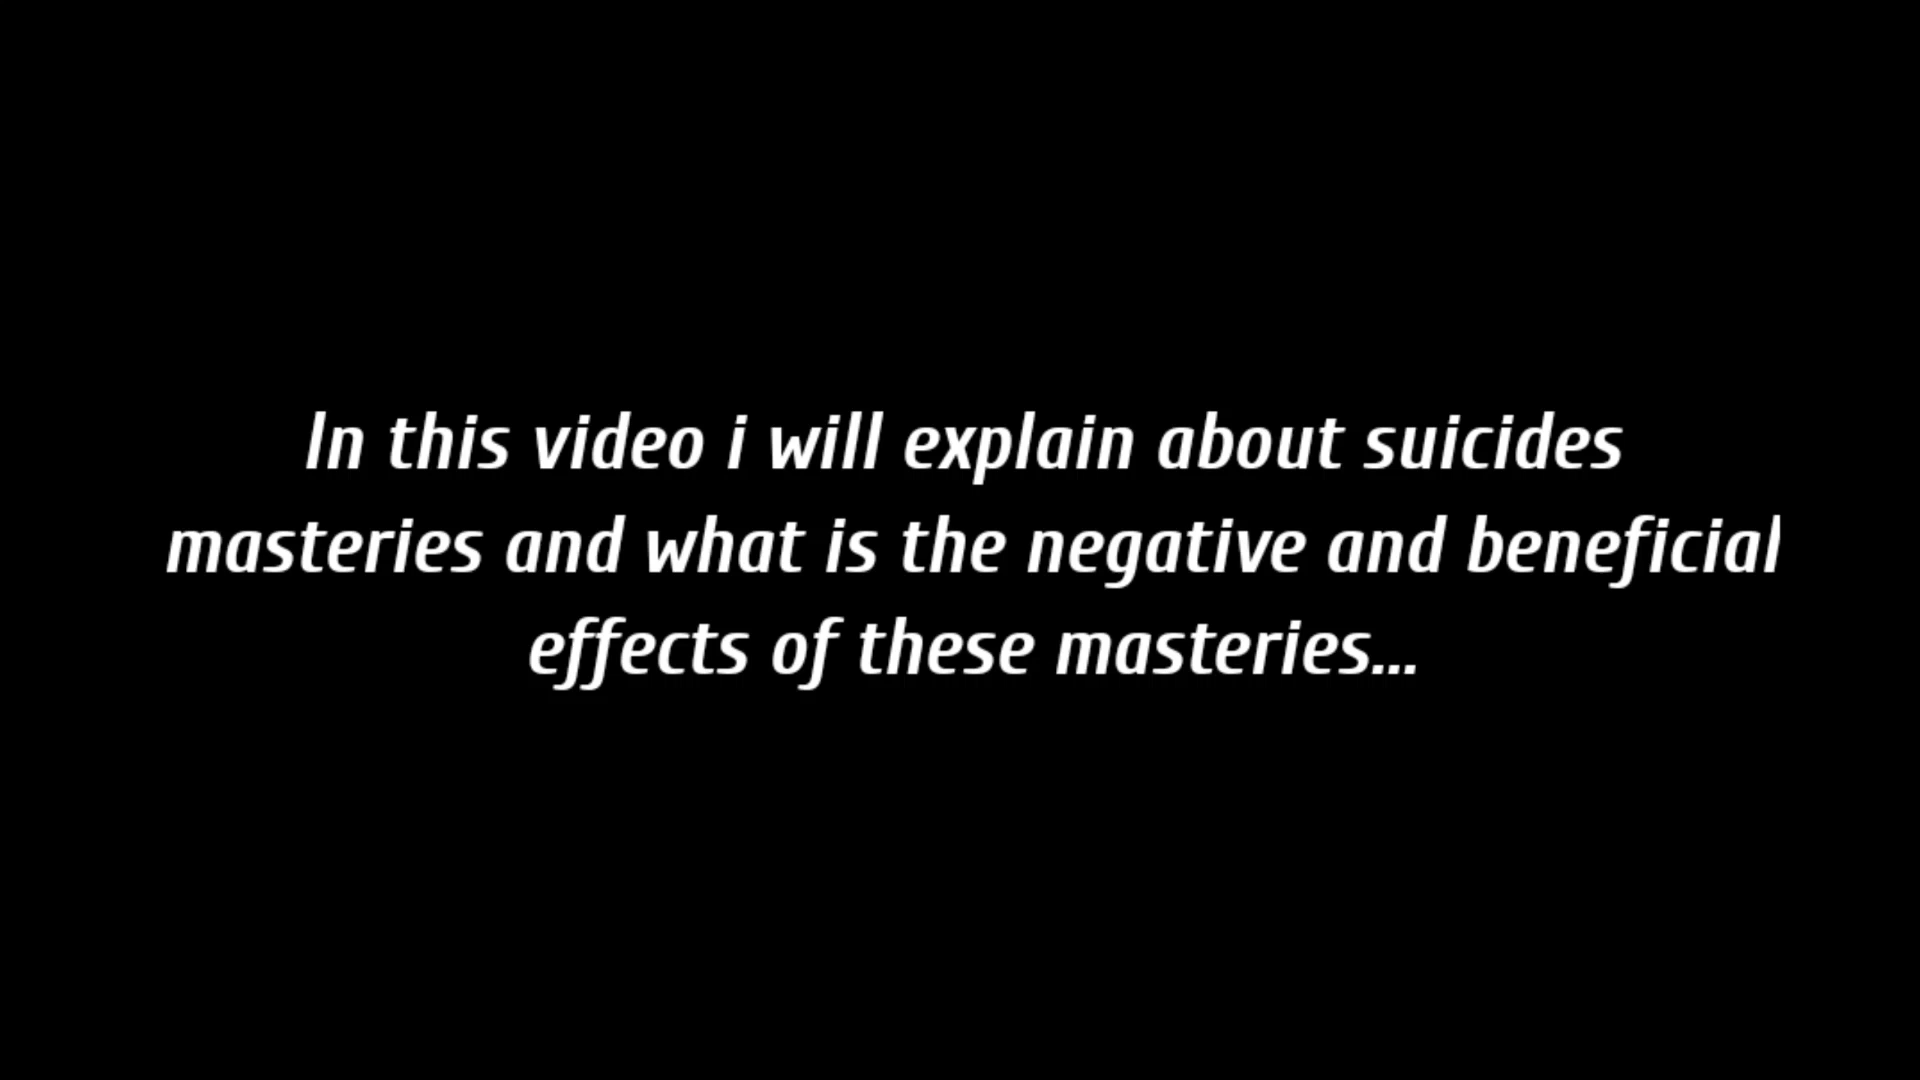 In this video i will explain about suicides
masteries and what is the negative and beneficial
effects of these masteries...